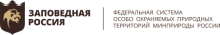 ЗАПОВЕДНАЯ
РОССИЯ
ФЕДЕРАЛЬНАЯ СИСТЕМА
ОСОБО ОХРАНЯЕМЫХ ПРИРОДНЫХ
ТЕРРИТОРИЙ МИНПРИРОДЫ РОССИИ